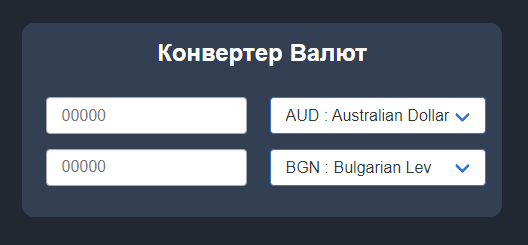 Конвертер Валют
00000
AUD : Australian Dollar
00000
BGN : Bulgarian Lev